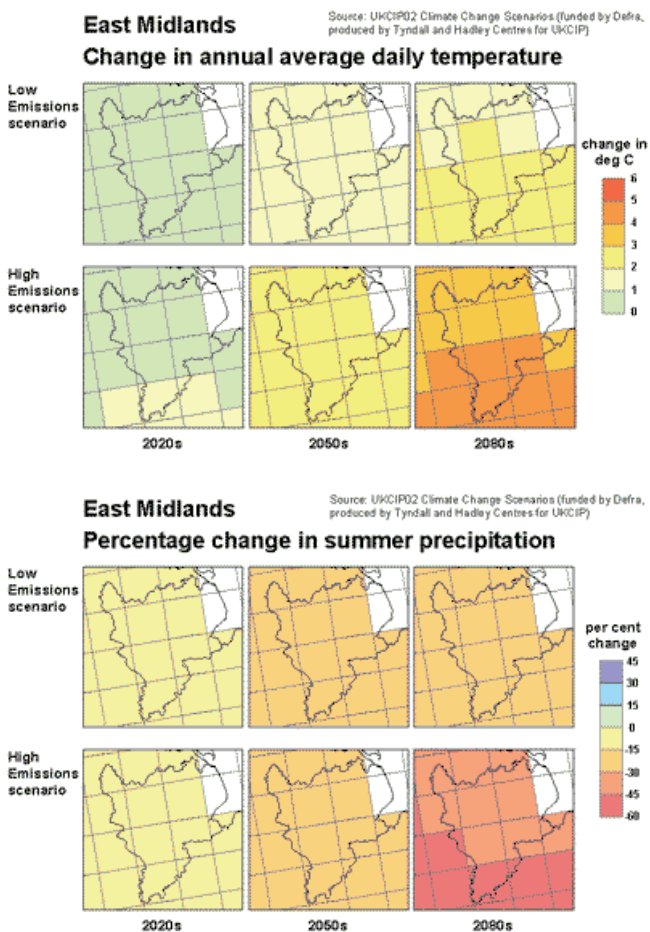 East Midlands
Source: UKCIP02 Climate Change Scenarios (funded by Defra,
produced by Tyndall and Hadley Centres for UKCIP)
Change in annual average daily temperature
Low
Emissions
scenario
change in
deg C
6
5
4
3
2
1
0
High
Emissions
scenario
2020s
2050s
2080s
East Midlands
Source: UKCIP02 Climate Change Scenarios (funded by Defra,
produced by Tyndall and Hadley Centres for UKCIP)
Percentage change in summer precipitation
Low
Emissions
scenario
per cent
change
45
30
15
0
-15
-30
-45
-60
High
Emissions
scenario
2020s
2050s
2080s